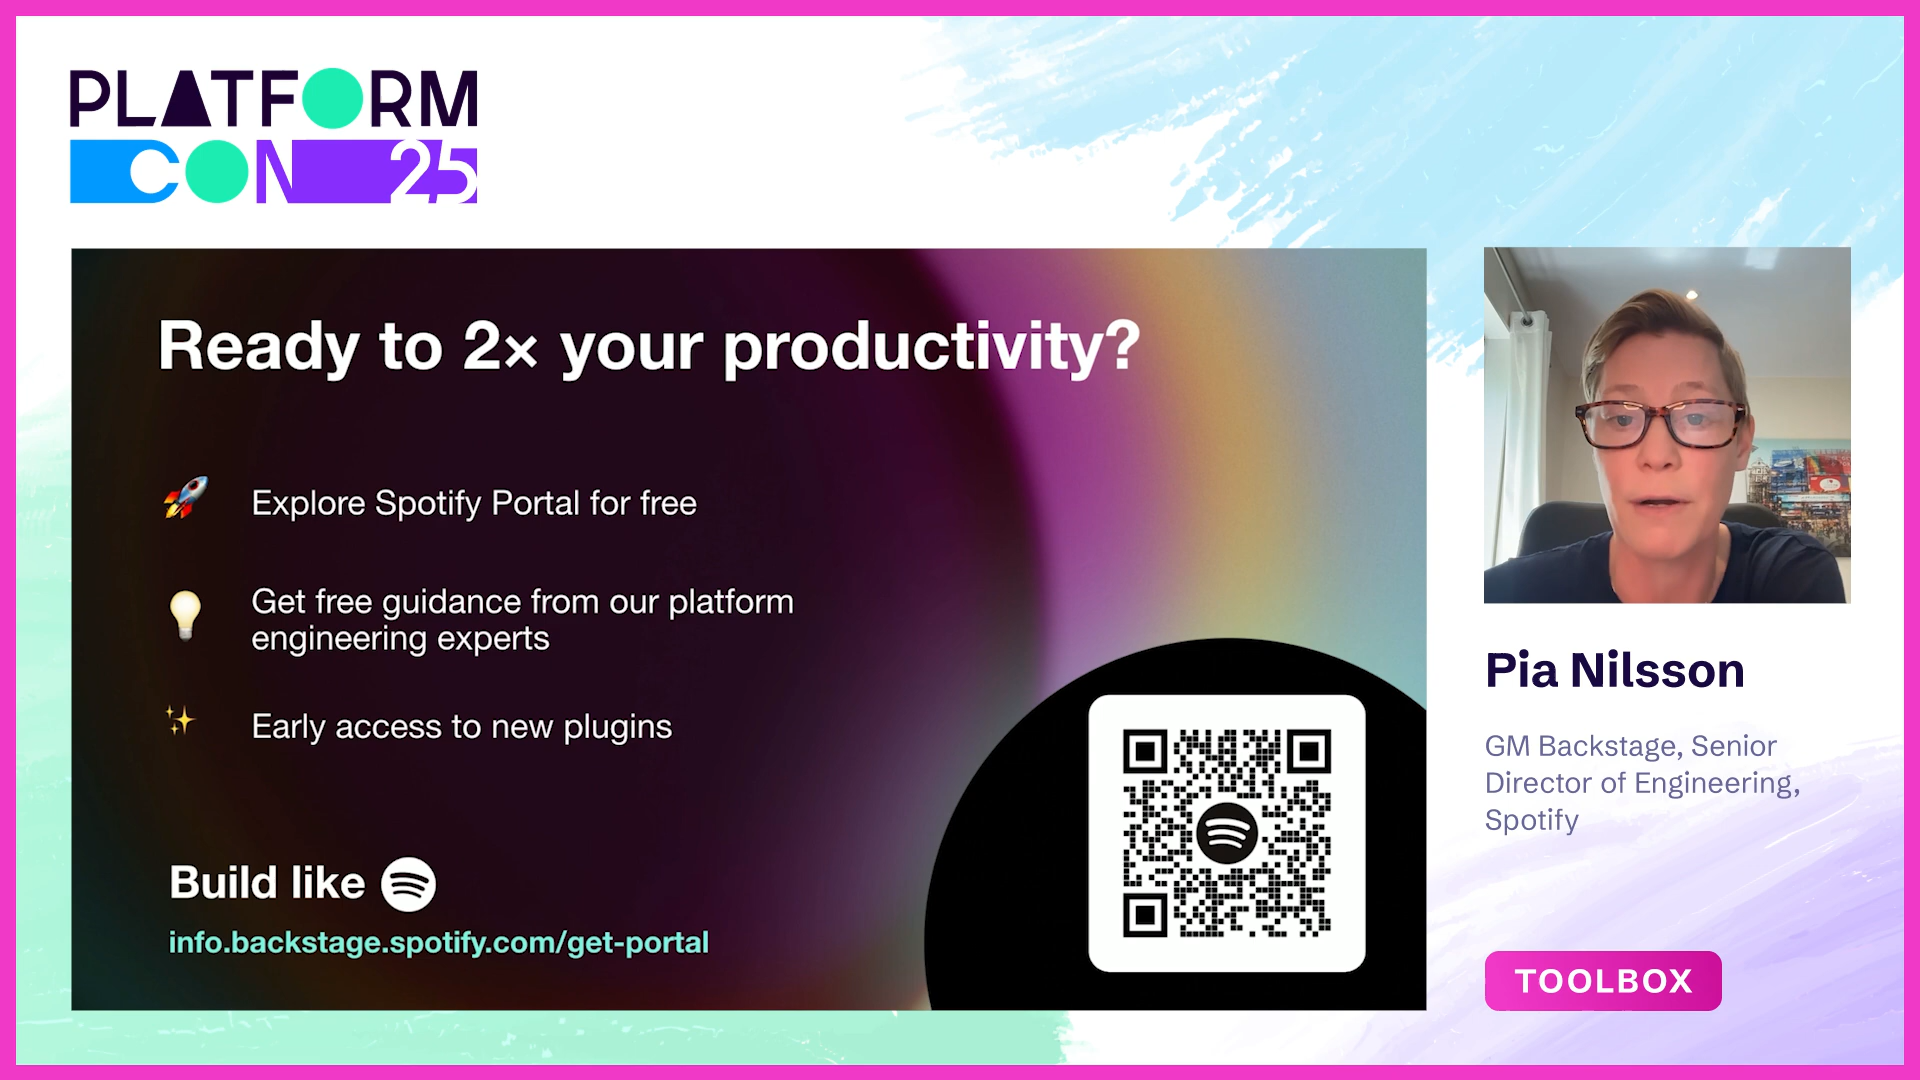 PLATFORM
CON 25
Ready to 2× your productivity?
🚀 Explore Spotify Portal for free
💡 Get free guidance from our platform
engineering experts
✨ Early access to new plugins
Build like
info.backstage.spotify.com/get-portal
Pia Nilsson
GM Backstage, Senior
Director of Engineering,
Spotify
TOOLBOX